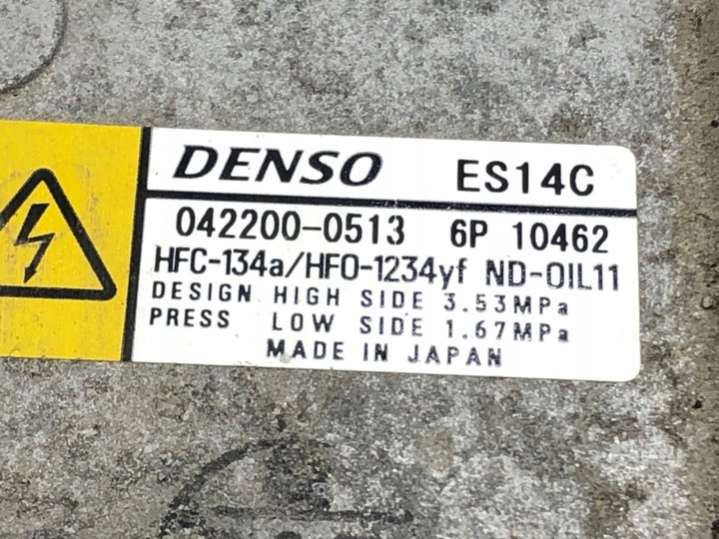 DENSO ES14C
042200-0513 6P 10462
HFC-134a/HFO-1234yf ND-OIL11
DESIGN HIGH SIDE 3.53MPa
PRESS LOW SIDE 1.67MPa
MADE IN JAPAN